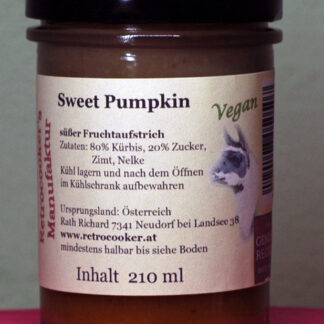 Retrocooker's
Manufaktur
Sweet Pumpkin
Vegan
süßer Fruchtaufstrich
Zutaten: 80% Kürbis, 20% Zucker,
Zimt, Nelke
Kühl lagern und nach dem Öffnen
im Kühlschrank aufbewahren
Ursprungsland: Österreich
Rath Richard 7341 Neudorf bei Landsee 38
www.retrocooker.at
mindestens halbar bis siehe Boden
Inhalt 210 ml